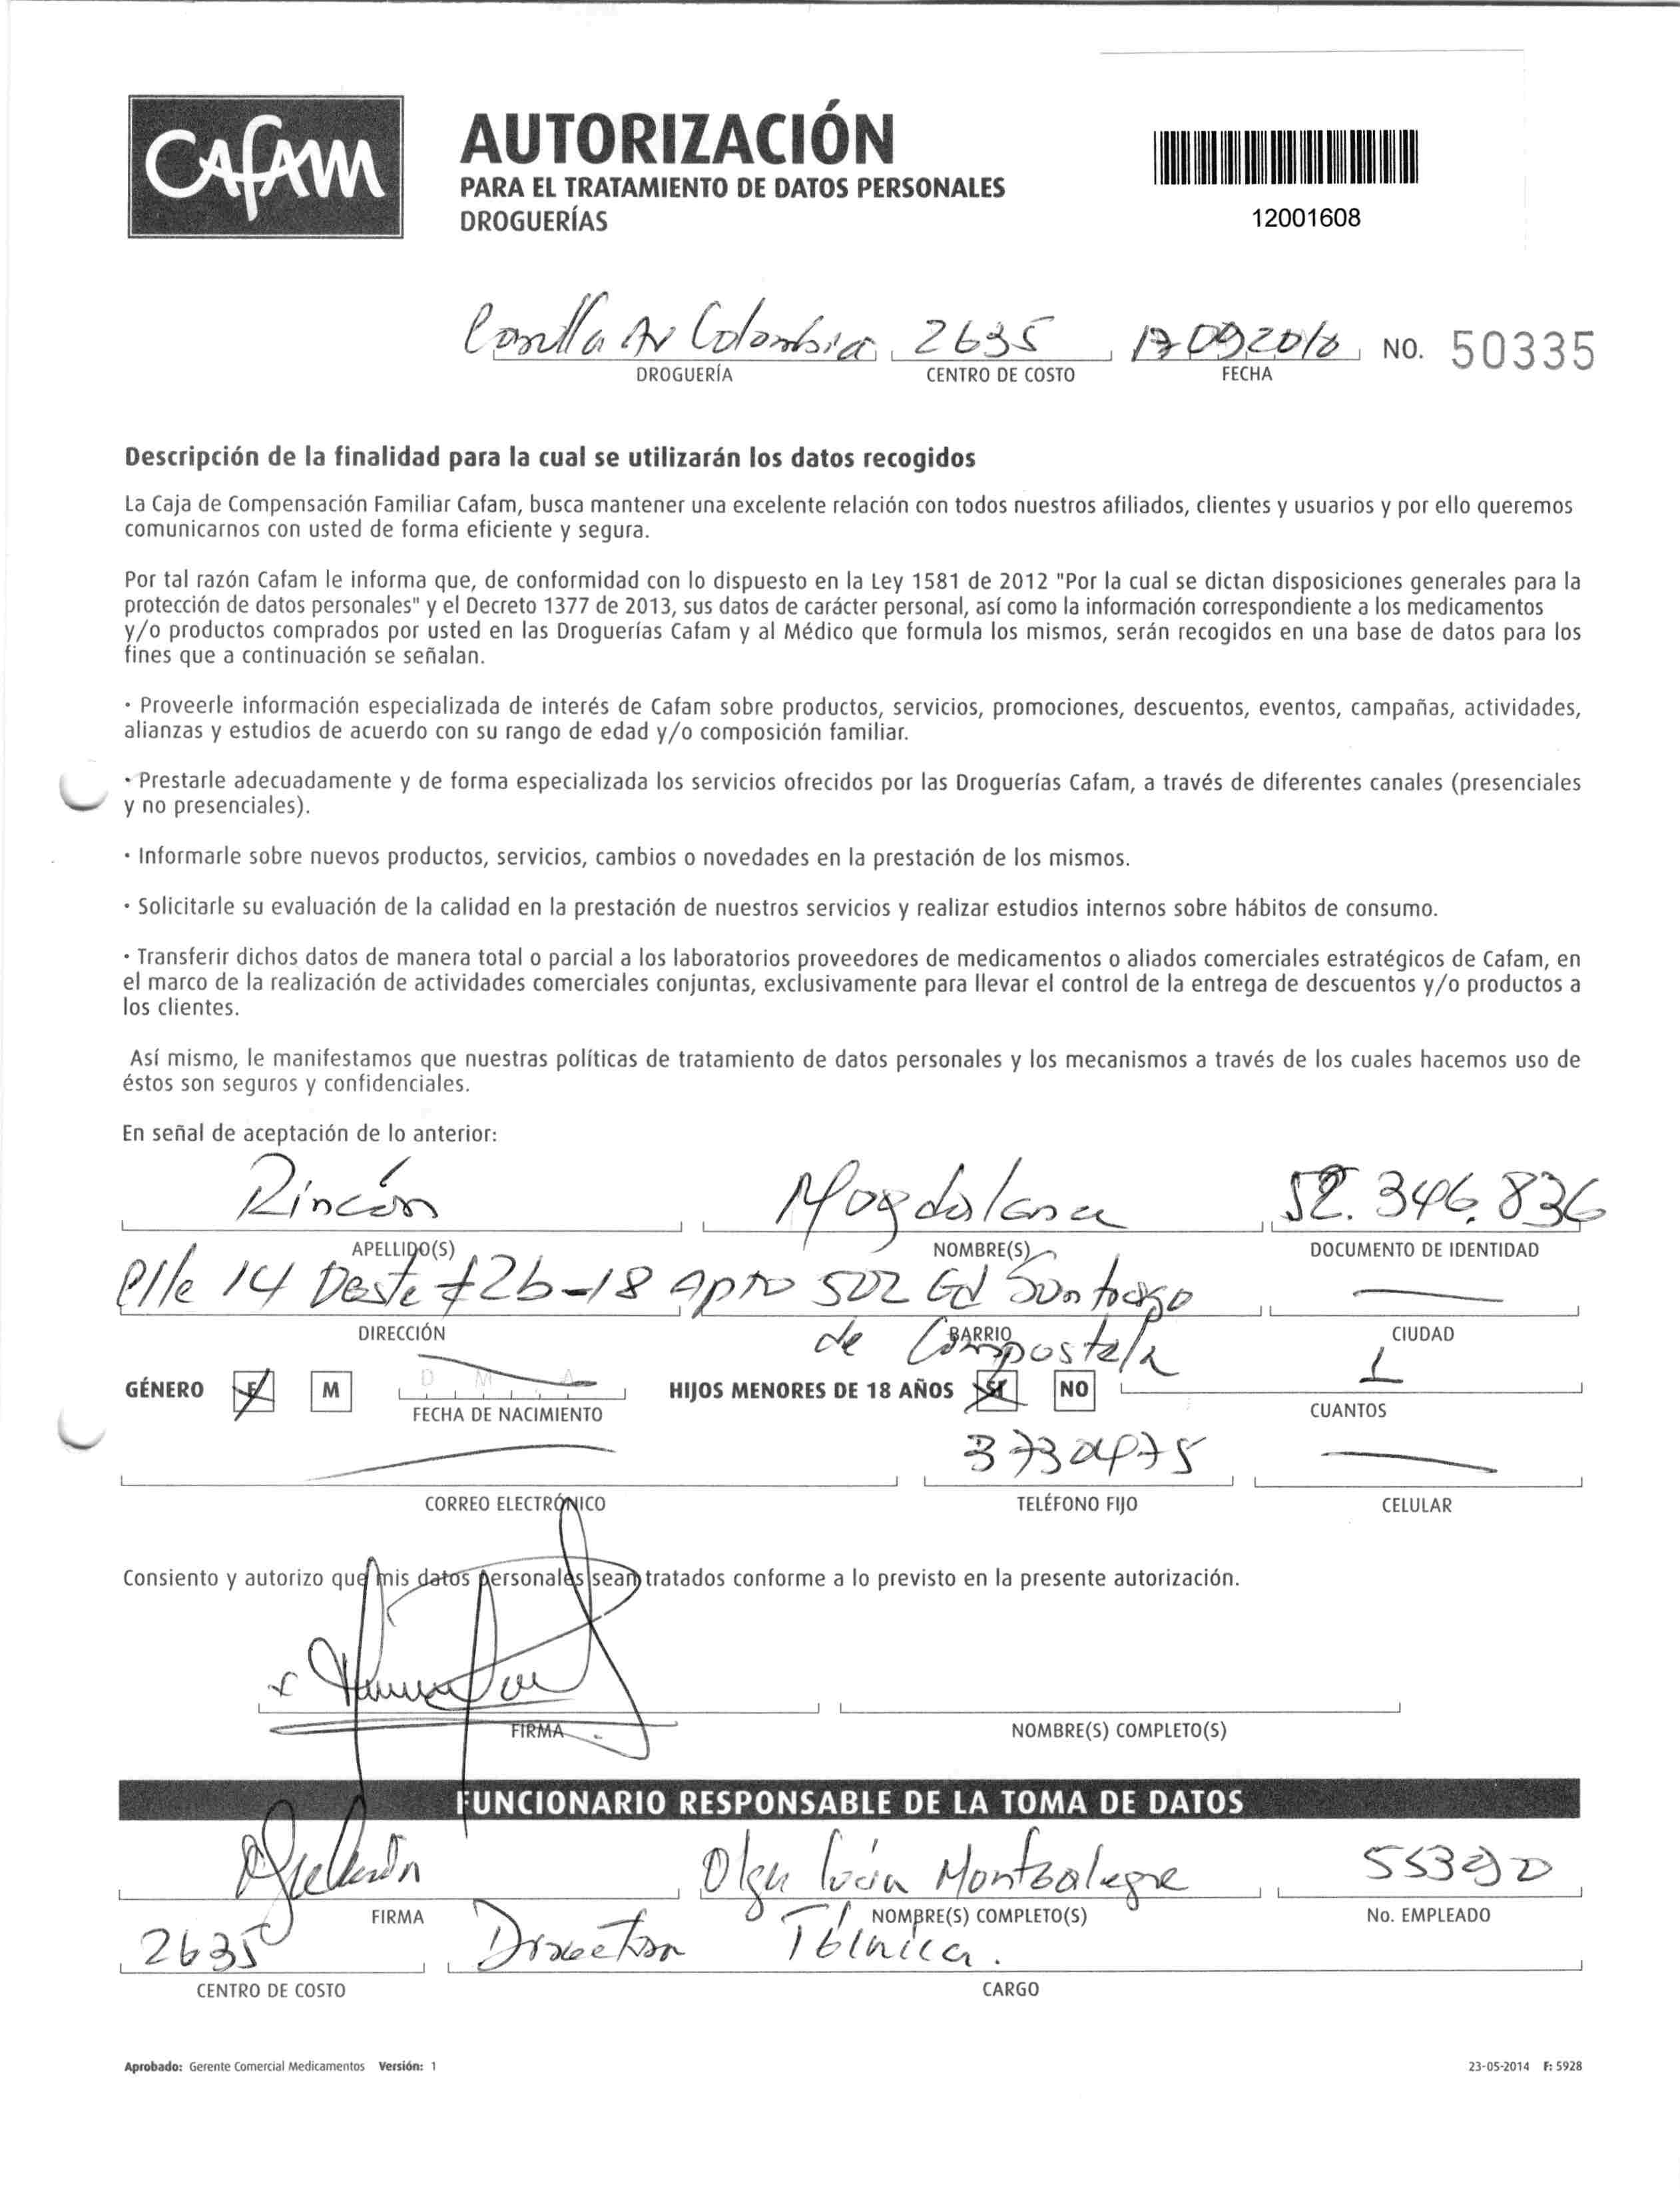 CAFAM
AUTORIZACIÓN
PARA EL TRATAMIENTO DE DATOS PERSONALES
DROGUERÍAS
12001608
Av Colombia 2635 NO. 50335
DROGUERÍA CENTRO DE COSTO FECHA
Descripción de la finalidad para la cual se utilizarán los datos recogidos
La Caja de Compensación Familiar Cafam, busca mantener una excelente relación con todos nuestros afiliados, clientes y usuarios y por ello queremos
comunicarnos con usted de forma eficiente y segura.
Por tal razón Cafam le informa que, de conformidad con lo dispuesto en la Ley 1581 de 2012 "Por la cual se dictan disposiciones generales para la
protección de datos personales" y el Decreto 1377 de 2013, sus datos de carácter personal, así como la información correspondiente a los medicamentos
y/o productos comprados por usted en las Droguerías Cafam y al Médico que formula los mismos, serán recogidos en una base de datos para los
fines que a continuación se señalan.
· Proveerle información especializada de interés de Cafam sobre productos, servicios, promociones, descuentos, eventos, campañas, actividades,
alianzas y estudios de acuerdo con su rango de edad y/o composición familiar.
· Prestarle adecuadamente y de forma especializada los servicios ofrecidos por las Droguerías Cafam, a través de diferentes canales (presenciales
y no presenciales).
· Informarle sobre nuevos productos, servicios, cambios o novedades en la prestación de los mismos.
· Solicitarle su evaluación de la calidad en la prestación de nuestros servicios y realizar estudios internos sobre hábitos de consumo.
· Transferir dichos datos de manera total o parcial a los laboratorios proveedores de medicamentos o aliados comerciales estratégicos de Cafam, en
el marco de la realización de actividades comerciales conjuntas, exclusivamente para llevar el control de la entrega de descuentos y/o productos a
los clientes.
Así mismo, le manifestamos que nuestras políticas de tratamiento de datos personales y los mecanismos a través de los cuales hacemos uso de
éstos son seguros y confidenciales.
En señal de aceptación de lo anterior:
Rincón Magdalena 52.346.836
APELLIDO(S) NOMBRE(S) DOCUMENTO DE IDENTIDAD
Clle 14 Oeste #2b-18 Apto 502 Ed Santiago
DIRECCIÓN BARRIO CIUDAD
de Compostela 1
GÉNERO F M D M A HIJOS MENORES DE 18 AÑOS SI NO
FECHA DE NACIMIENTO CUANTOS
3730475
CORREO ELECTRÓNICO TELÉFONO FIJO CELULAR
Consiento y autorizo que mis datos personales sean tratados conforme a lo previsto en la presente autorización.
x
FIRMA NOMBRE(S) COMPLETO(S)
FUNCIONARIO RESPONSABLE DE LA TOMA DE DATOS
Olga Lucía Montealegre
FIRMA NOMBRE(S) COMPLETO(S) No. EMPLEADO
2635 Directora Técnica.
CENTRO DE COSTO CARGO
Aprobado: Gerente Comercial Medicamentos Versión: 1 23-05-2014 F: 5928